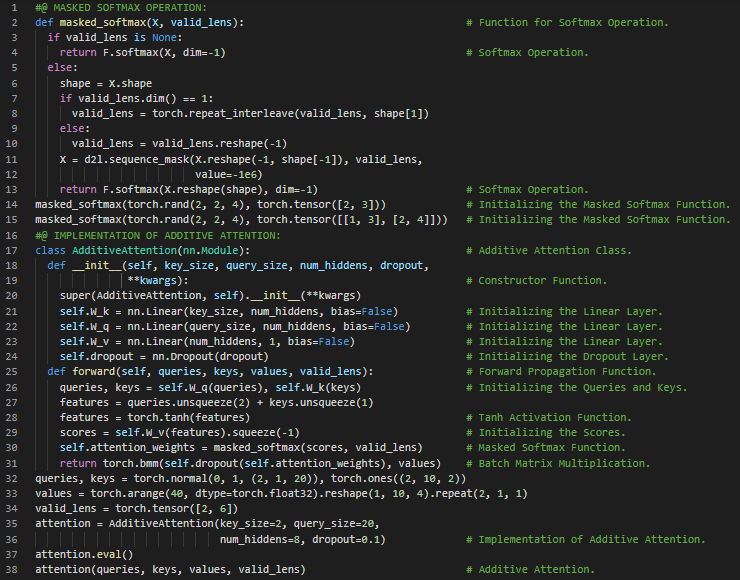 1 #@ MASKED SOFTMAX OPERATION:
2 def masked_softmax(X, valid_lens): # Function for Softmax Operation.
3 if valid_lens is None:
4 return F.softmax(X, dim=-1) # Softmax Operation.
5 else:
6 shape = X.shape
7 if valid_lens.dim() == 1:
8 valid_lens = torch.repeat_interleave(valid_lens, shape[1])
9 else:
10 valid_lens = valid_lens.reshape(-1)
11 X = d2l.sequence_mask(X.reshape(-1, shape[-1]), valid_lens,
12 value=-1e6)
13 return F.softmax(X.reshape(shape), dim=-1) # Softmax Operation.
14 masked_softmax(torch.rand(2, 2, 4), torch.tensor([2, 3])) # Initializing the Masked Softmax Function.
15 masked_softmax(torch.rand(2, 2, 4), torch.tensor([[1, 3], [2, 4]])) # Initializing the Masked Softmax Function.
16 #@ IMPLEMENTATION OF ADDITIVE ATTENTION:
17 class AdditiveAttention(nn.Module): # Additive Attention Class.
18 def __init__(self, key_size, query_size, num_hiddens, dropout,
19 **kwargs): # Constructor Function.
20 super(AdditiveAttention, self).__init__(**kwargs)
21 self.W_k = nn.Linear(key_size, num_hiddens, bias=False) # Initializing the Linear Layer.
22 self.W_q = nn.Linear(query_size, num_hiddens, bias=False) # Initializing the Linear Layer.
23 self.W_v = nn.Linear(num_hiddens, 1, bias=False) # Initializing the Linear Layer.
24 self.dropout = nn.Dropout(dropout) # Initializing the Dropout Layer.
25 def forward(self, queries, keys, values, valid_lens): # Forward Propagation Function.
26 queries, keys = self.W_q(queries), self.W_k(keys) # Initializing the Queries and Keys.
27 features = queries.unsqueeze(2) + keys.unsqueeze(1)
28 features = torch.tanh(features) # Tanh Activation Function.
29 scores = self.W_v(features).squeeze(-1) # Initializing the Scores.
30 self.attention_weights = masked_softmax(scores, valid_lens) # Masked Softmax Function.
31 return torch.bmm(self.dropout(self.attention_weights), values) # Batch Matrix Multiplication.
32 queries, keys = torch.normal(0, 1, (2, 1, 20)), torch.ones((2, 10, 2))
33 values = torch.arange(40, dtype=torch.float32).reshape(1, 10, 4).repeat(2, 1, 1)
34 valid_lens = torch.tensor([2, 6])
35 attention = AdditiveAttention(key_size=2, query_size=20,
36 num_hiddens=8, dropout=0.1) # Implementation of Additive Attention.
37 attention.eval()
38 attention(queries, keys, values, valid_lens) # Additive Attention.